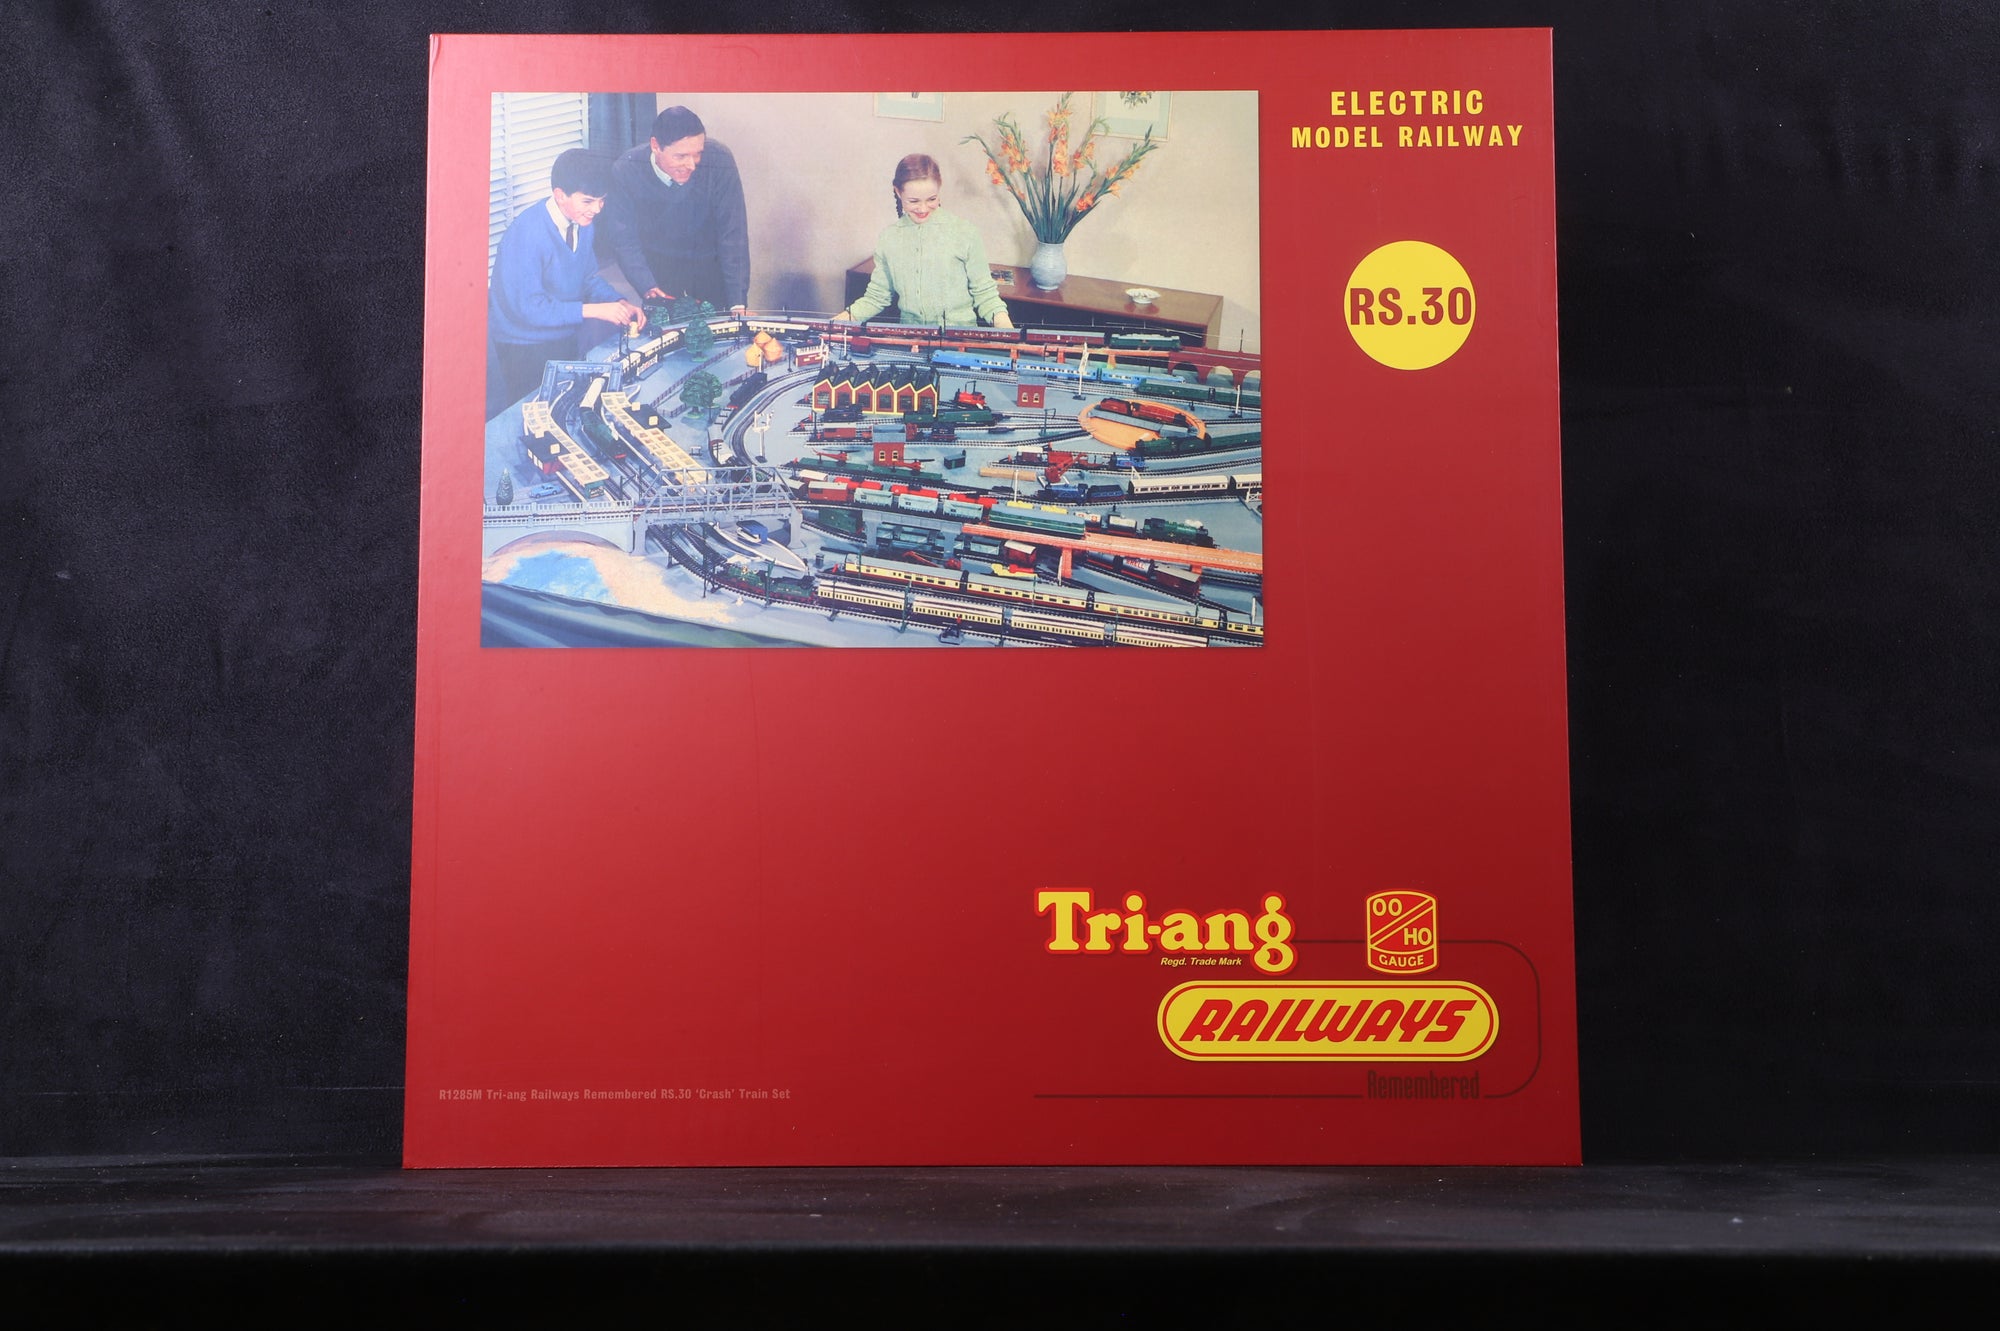 ELECTRIC
MODEL RAILWAY
RS.30
Tri-ang
Regd. Trade Mark
OO
HO
GAUGE
RAILWAYS
Remembered
R1285M Tri-ang Railways Remembered RS.30 'Crash' Train Set